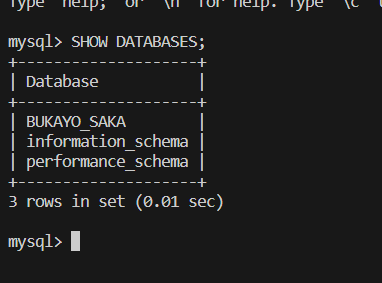 Type 'help;' or '\h' for help. Type '\c' t
mysql> SHOW DATABASES;
+--------------------+
| Database           |
+--------------------+
| BUKAYO_SAKA        |
| information_schema |
| performance_schema |
+--------------------+
3 rows in set (0.01 sec)
mysql>